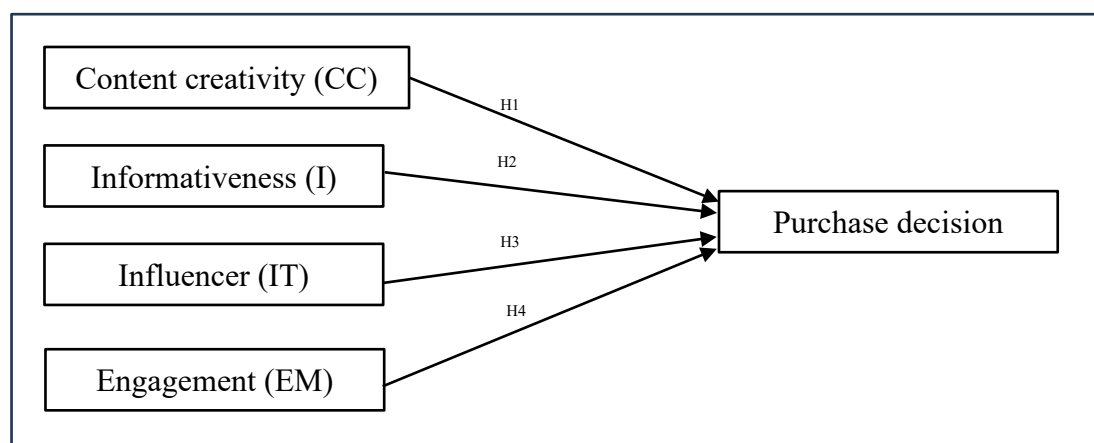 Content creativity (CC)
H1
Informativeness (I)
H2
Purchase decision
Influencer (IT)
H3
H4
Engagement (EM)